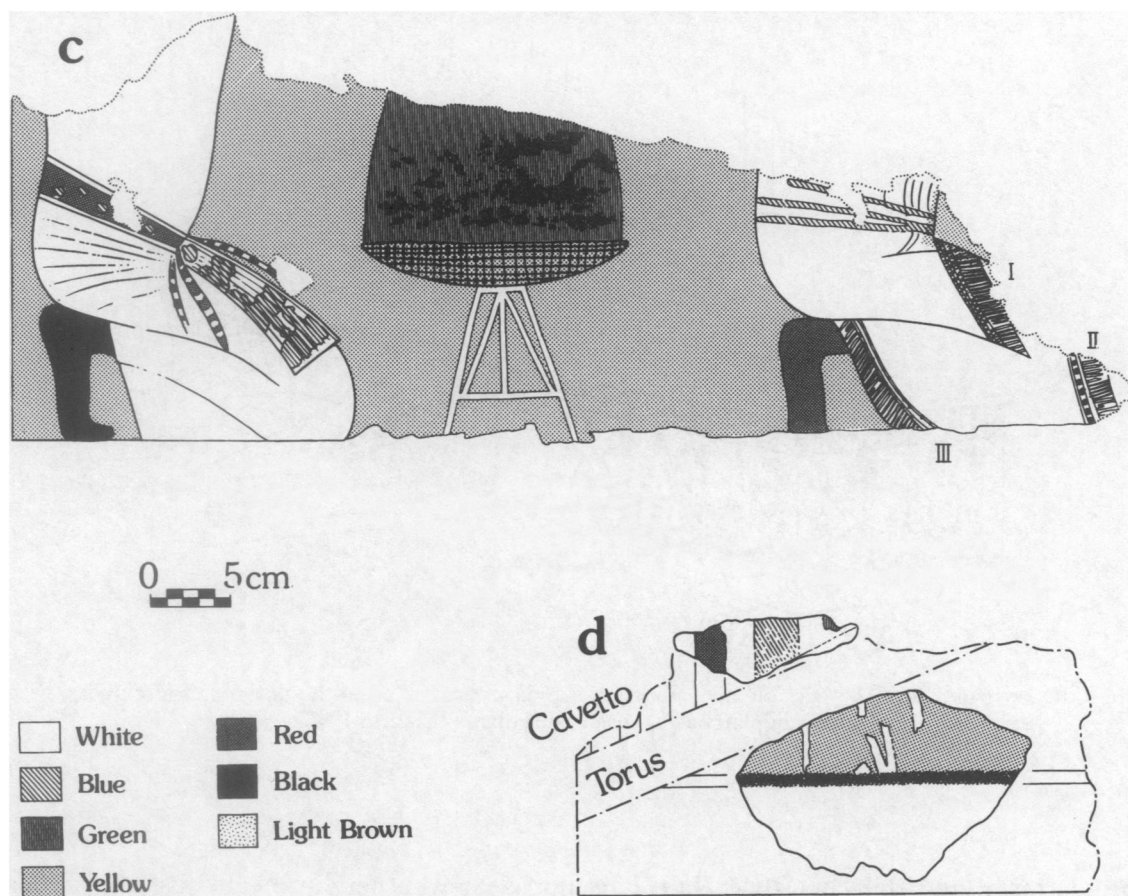 c
I
II
III
0 5cm
d
Cavetto
Torus
White
Blue
Green
Yellow
Red
Black
Light Brown